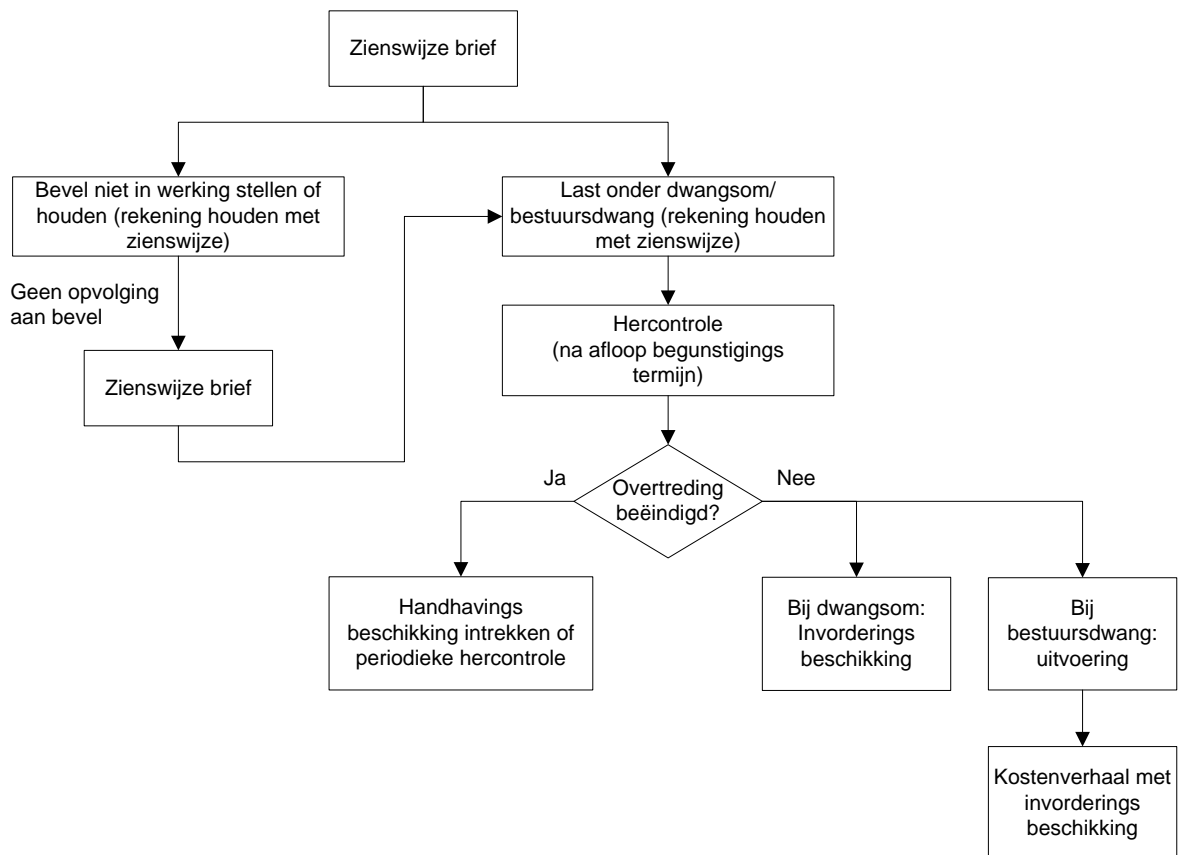 Zienswijze brief
Bevel niet in werking stellen of
houden (rekening houden met
zienswijze)
Last onder dwangsom/
bestuursdwang (rekening houden
met zienswijze)
Geen opvolging
aan bevel
Zienswijze brief
Hercontrole
(na afloop begunstigings
termijn)
Ja
Overtreding
beëindigd?
Nee
Handhavings
beschikking intrekken of
periodieke hercontrole
Bij dwangsom:
Invorderings
beschikking
Bij
bestuursdwang:
uitvoering
Kostenverhaal met
invorderings
beschikking